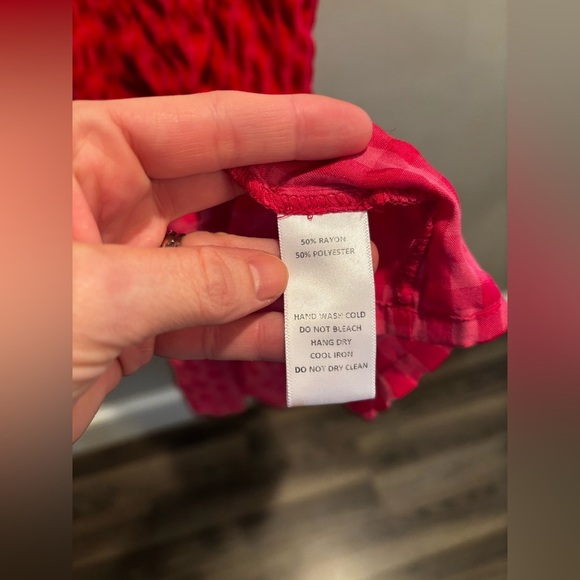 50% RAYON
50% POLYESTER
HAND WASH COLD
DO NOT BLEACH
HANG DRY
COOL IRON
DO NOT DRY CLEAN